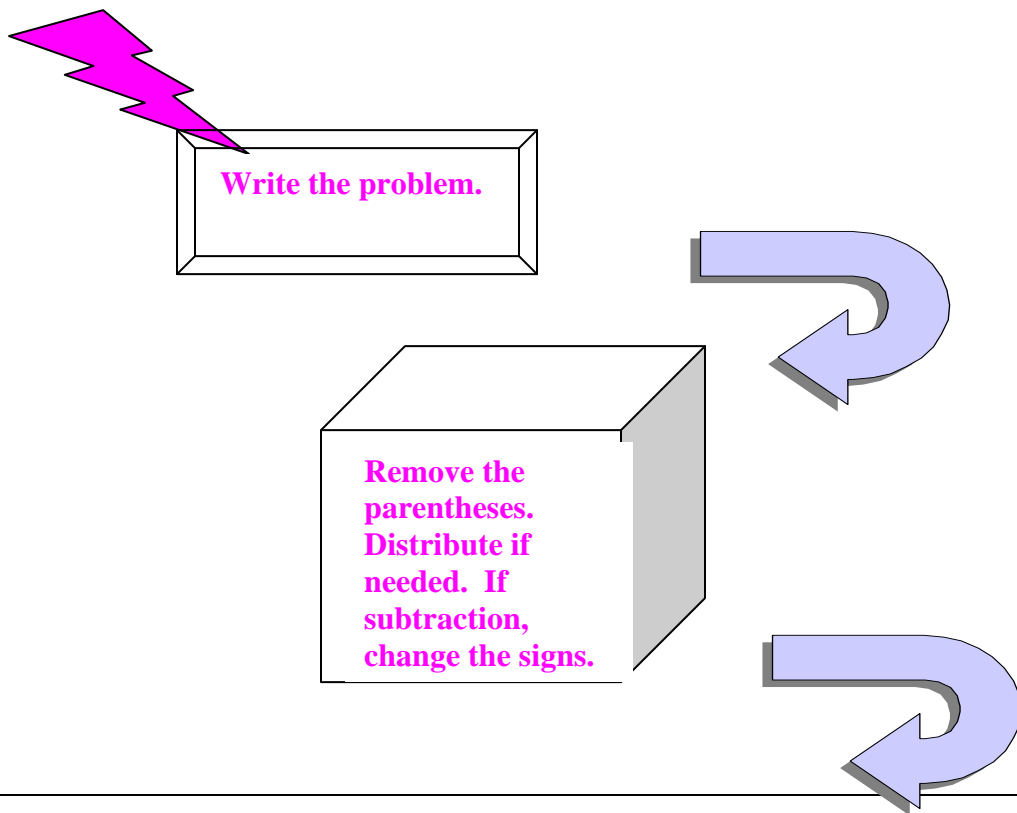 Write the problem.
Remove the
parentheses.
Distribute if
needed.  If
subtraction,
change the signs.